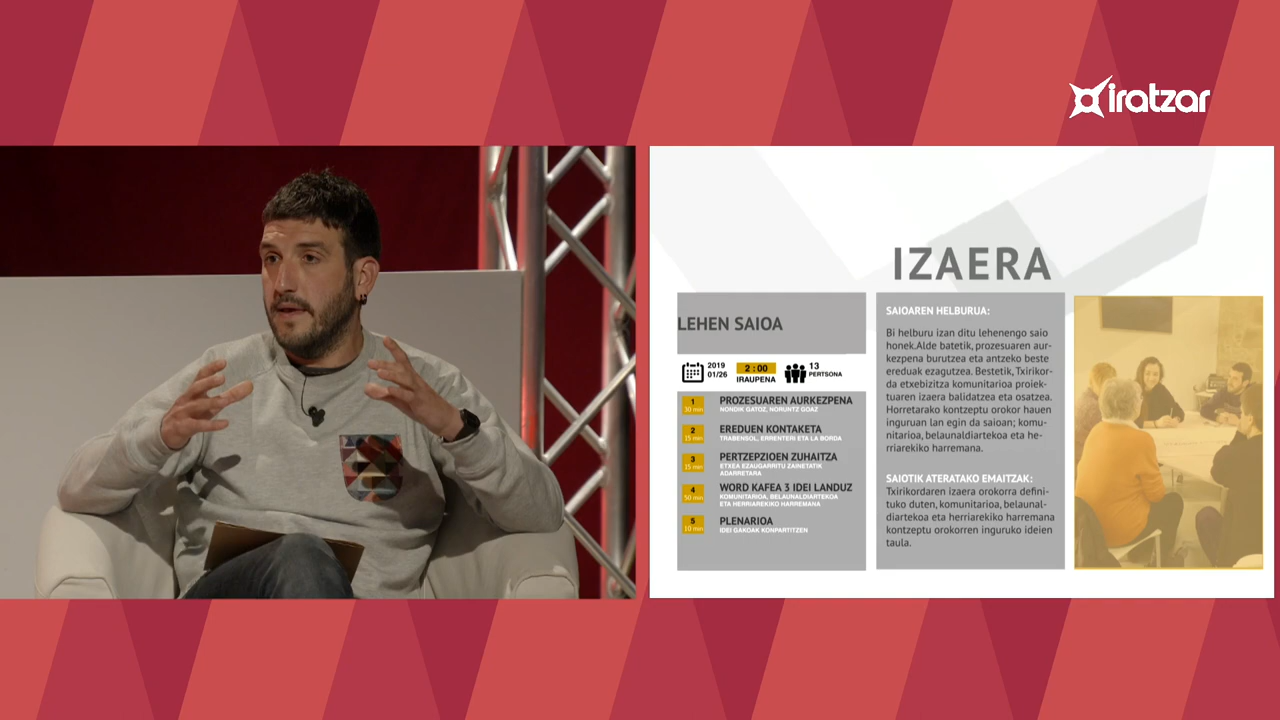 iratzar
IZAERA
LEHEN SAIOA
2019
01/26
2:00
IRAUPENA
13
PERTSONA
1
30 min
PROZESUAREN AURKEZPENA
NONDIK GATOZ, NORUNTZ GOAZ
2
15 min
EREDUEN KONTAKETA
TRABENSOL, ERRENTERI ETA LA BORDA
3
15 min
PERTZEPZIOEN ZUHAITZA
ETXEA EZAUGARRITU ZAINETATIK
ADARRETARA
4
50 min
WORD KAFEA 3 IDEI LANDUZ
KOMUNITARIOA, BELAUNALDIARTEKOA
ETA HERRIAREKIKO HARREMANA
5
10 min
PLENARIOA
IDEI GAKOAK KONPARTITZEN
SAIOAREN HELBURUA:
Bi helburu izan ditu lehenengo saio
honek.Alde batetik, prozesuaren aur-
kezpena burutzea eta antzeko beste
ereduak ezagutzea. Bestetik, Txirikor-
da etxebizitza komunitarioa proiek-
tuaren izaera balidatzea eta osatzea.
Horretarako kontzeptu orokor hauen
inguruan lan egin da saioan; komu-
nitarioa, belaunaldiartekoa eta he-
rriarekiko harremana.
SAIOTIK ATERATAKO EMAITZAK:
Txirikordaren izaera orokorra defini-
tuko duten, komunitarioa, belaunal-
diartekoa eta herriarekiko harremana
kontzeptu orokorren inguruko ideien
taula.